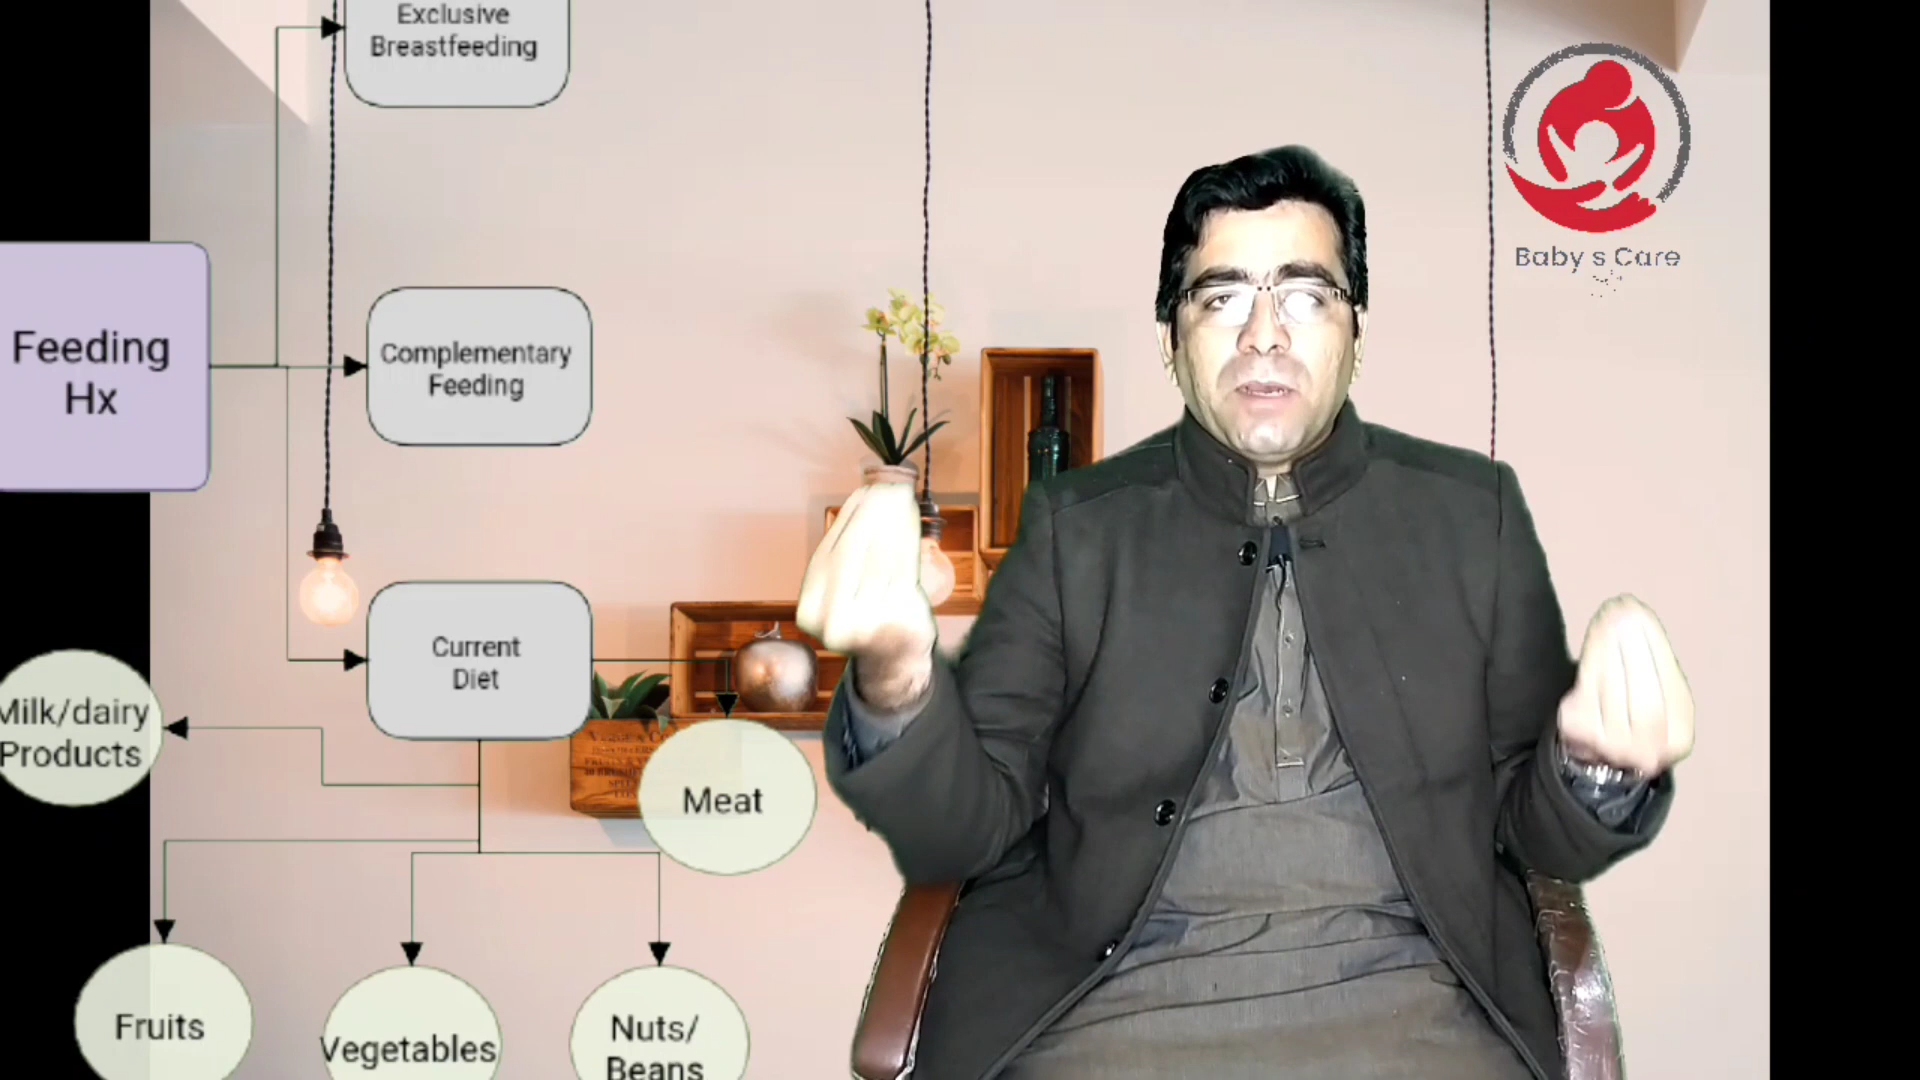 Exclusive
Breastfeeding
Baby s Care
Feeding
Hx
Complementary
Feeding
Current
Diet
Milk/dairy
Products
Meat
Fruits
Vegetables
Nuts/
Beans